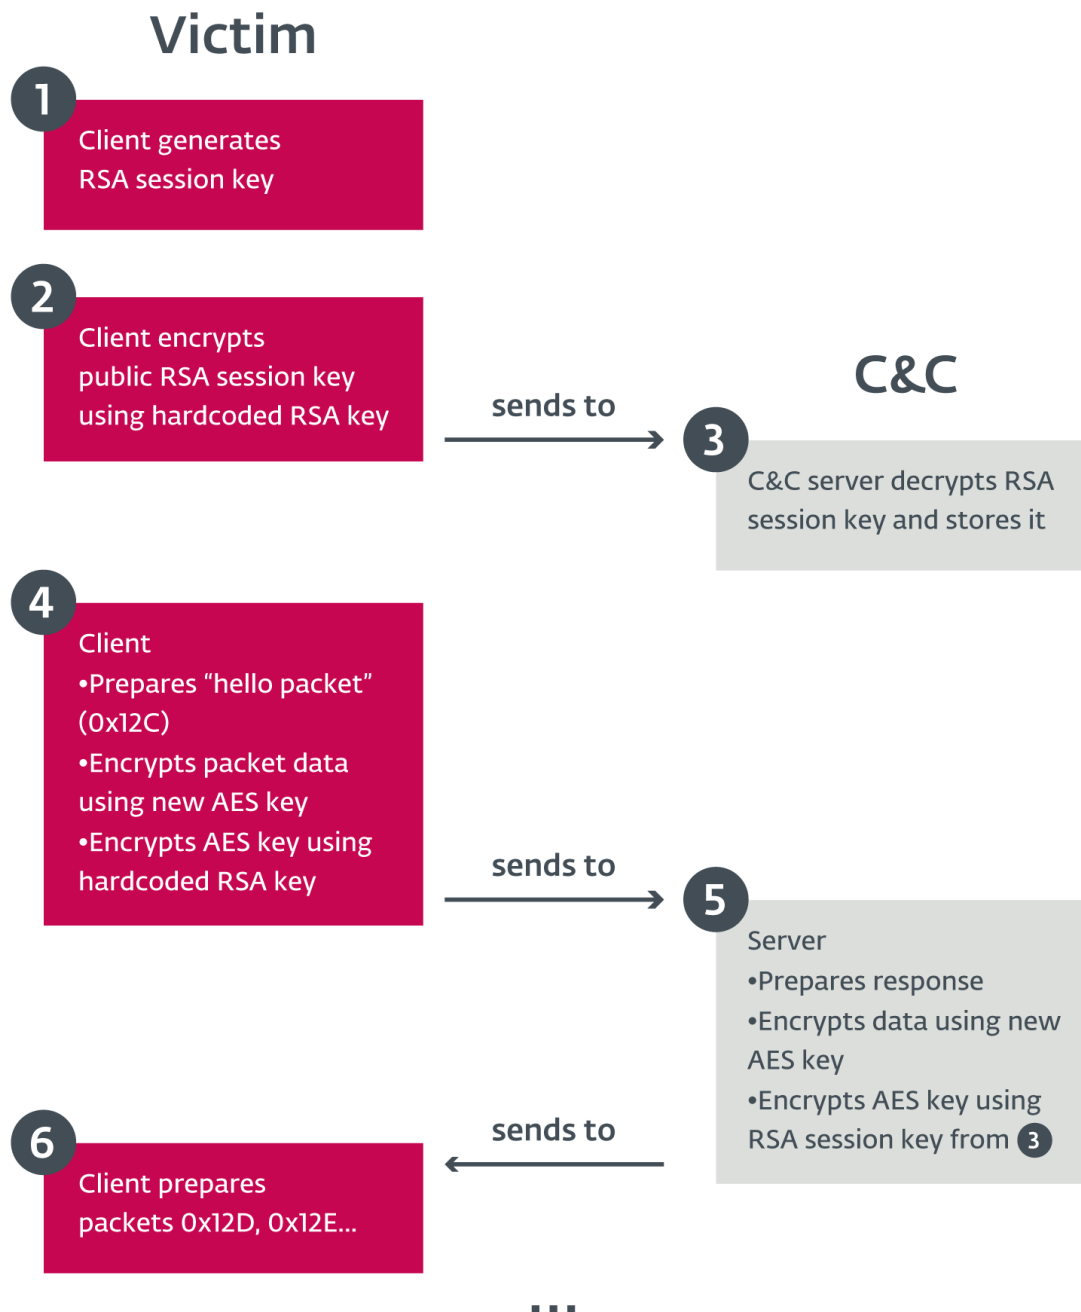 Victim
1
Client generates
RSA session key
2
Client encrypts
public RSA session key
using hardcoded RSA key
sends to
C&C
3
C&C server decrypts RSA
session key and stores it
4
Client
•Prepares “hello packet”
(0x12C)
•Encrypts packet data
using new AES key
•Encrypts AES key using
hardcoded RSA key
sends to
5
Server
•Prepares response
•Encrypts data using new
AES key
•Encrypts AES key using
RSA session key from 3
sends to
6
Client prepares
packets 0x12D, 0x12E...
...